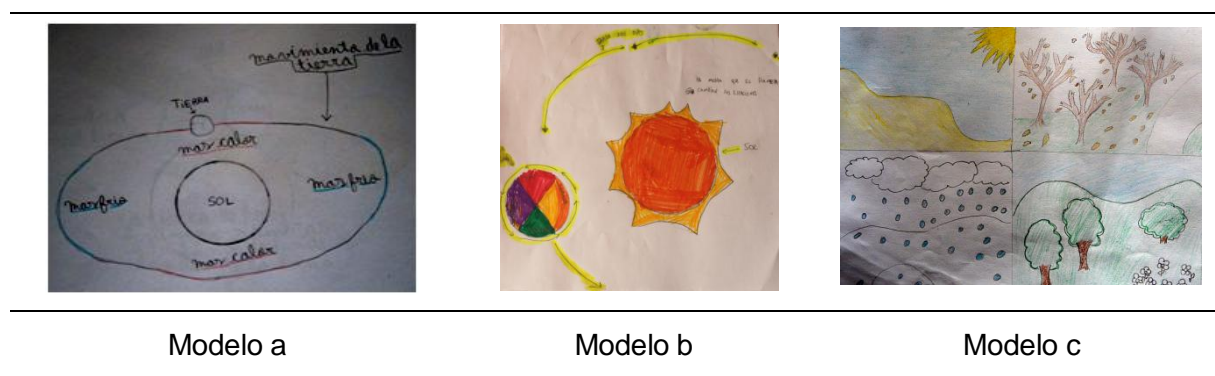 movimiento de la
tierra
TIERRA
mas calor
mas frio
mas frio
SOL
mas calor
SOL
Modelo a
Modelo b
Modelo c